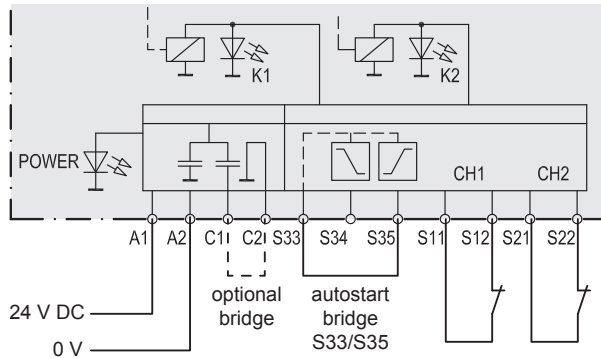 K1
K2
POWER
CH1
CH2
A1
A2
C1
C2
S33
S34
S35
S11
S12
S21
S22
optional
bridge
autostart
bridge
S33/S35
24 V DC
0 V